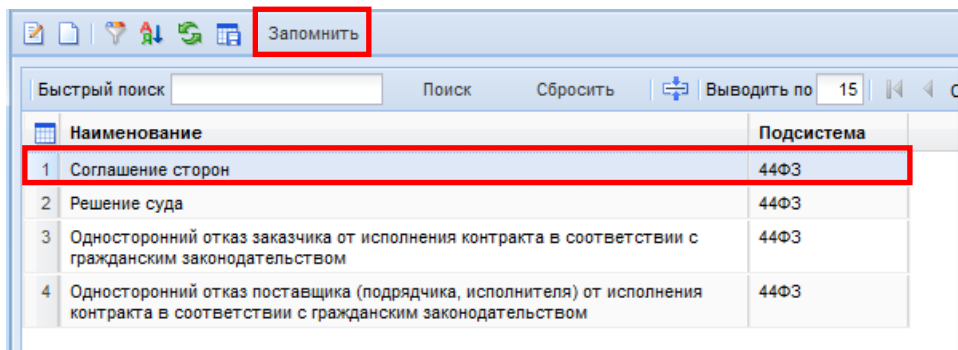 Запомнить
Быстрый поиск Поиск Сбросить Выводить по 15
Наименование Подсистема
1 Соглашение сторон 44ФЗ
2 Решение суда 44ФЗ
3 Односторонний отказ заказчика от исполнения контракта в соответствии с 44ФЗ
гражданским законодательством
4 Односторонний отказ поставщика (подрядчика, исполнителя) от исполнения 44ФЗ
контракта в соответствии с гражданским законодательством